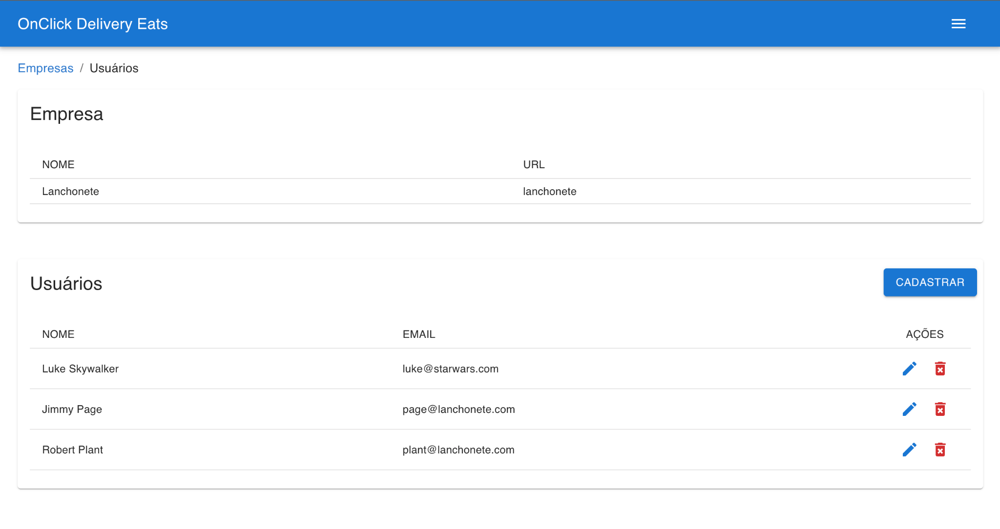 OnClick Delivery Eats
Empresas / Usuários
Empresa
NOME URL
Lanchonete lanchonete
Usuários CADASTRAR
NOME EMAIL AÇÕES
Luke Skywalker luke@starwars.com
Jimmy Page page@lanchonete.com
Robert Plant plant@lanchonete.com